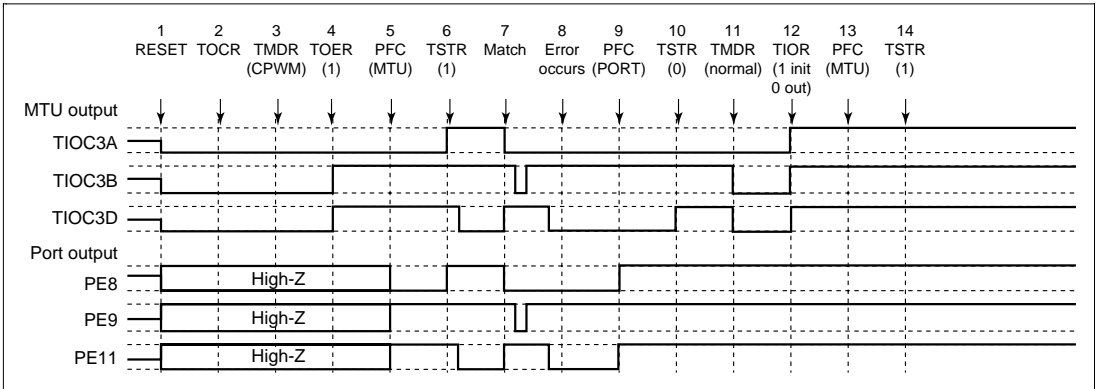 1 2 3 4 5 6 7 8 9 10 11 12 13 14
RESET TOCR TMDR TOER PFC TSTR Match Error PFC TSTR TMDR TIOR PFC TSTR
(CPWM) (1) (MTU) (1) occurs (PORT) (0) (normal) (1 init (MTU) (1)
0 out)
MTU output
TIOC3A
TIOC3B
TIOC3D
Port output
PE8 High-Z
PE9 High-Z
PE11 High-Z